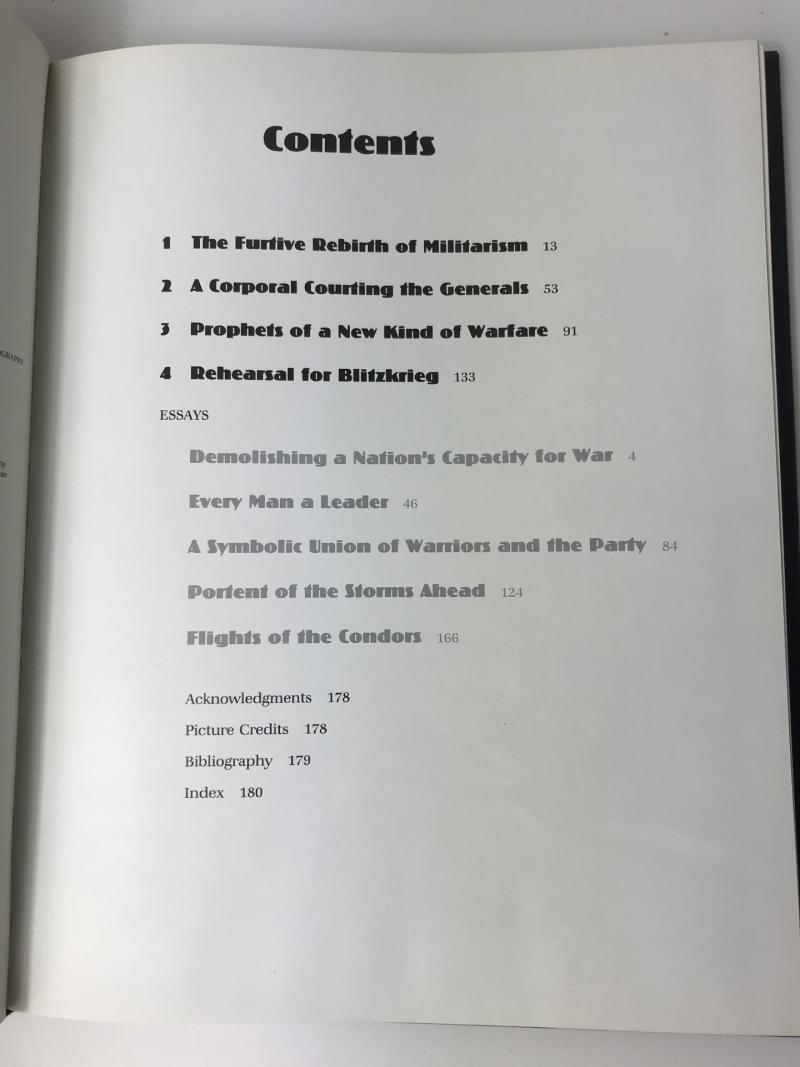 Contents
1 The Furtive Rebirth of Militarism 13
2 A Corporal Courting the Generals 53
3 Prophets of a New Kind of Warfare 91
4 Rehearsal for Blitzkrieg 133
ESSAYS
Demolishing a Nation's Capacity for War 4
Every Man a Leader 46
A Symbolic Union of Warriors and the Party 84
Portent of the Storms Ahead 124
Flights of the Condors 166
Acknowledgments 178
Picture Credits 178
Bibliography 179
Index 180